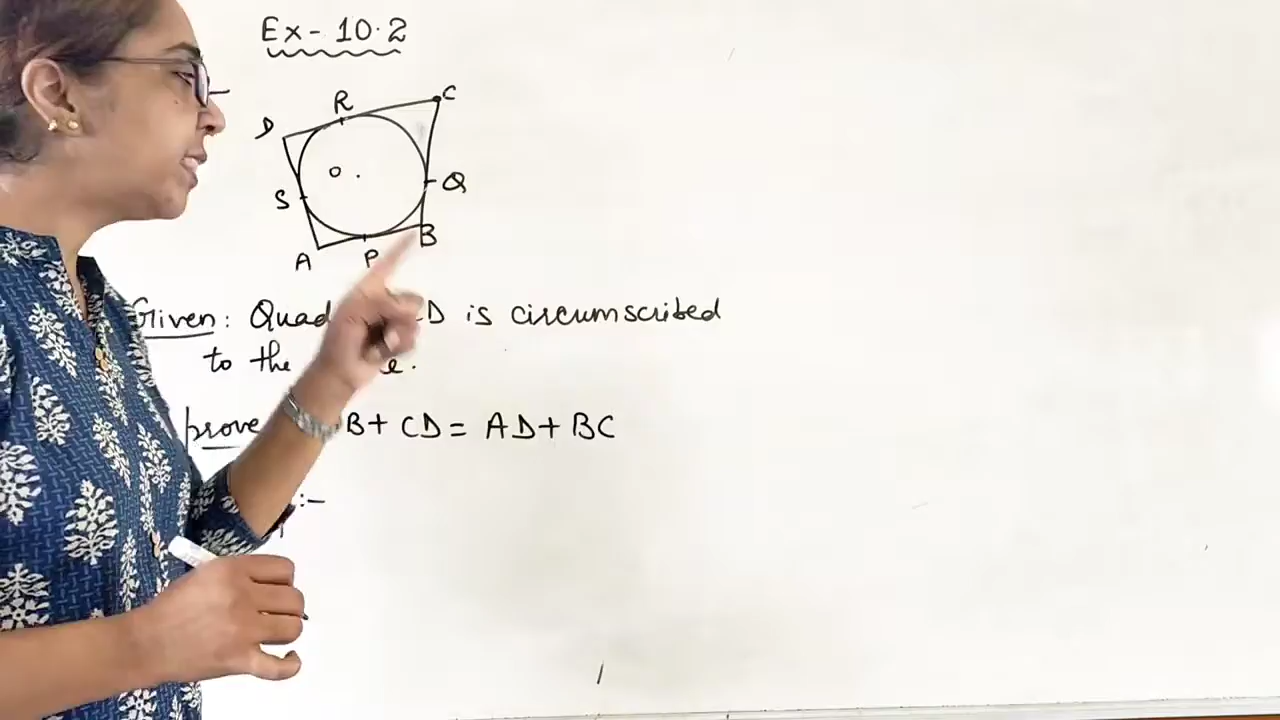 Ex- 10.2
R
C
D
O
S
Q
B
A
P
Given: Quad D is circumscribed
to the
prove B + CD = AD + BC
:-